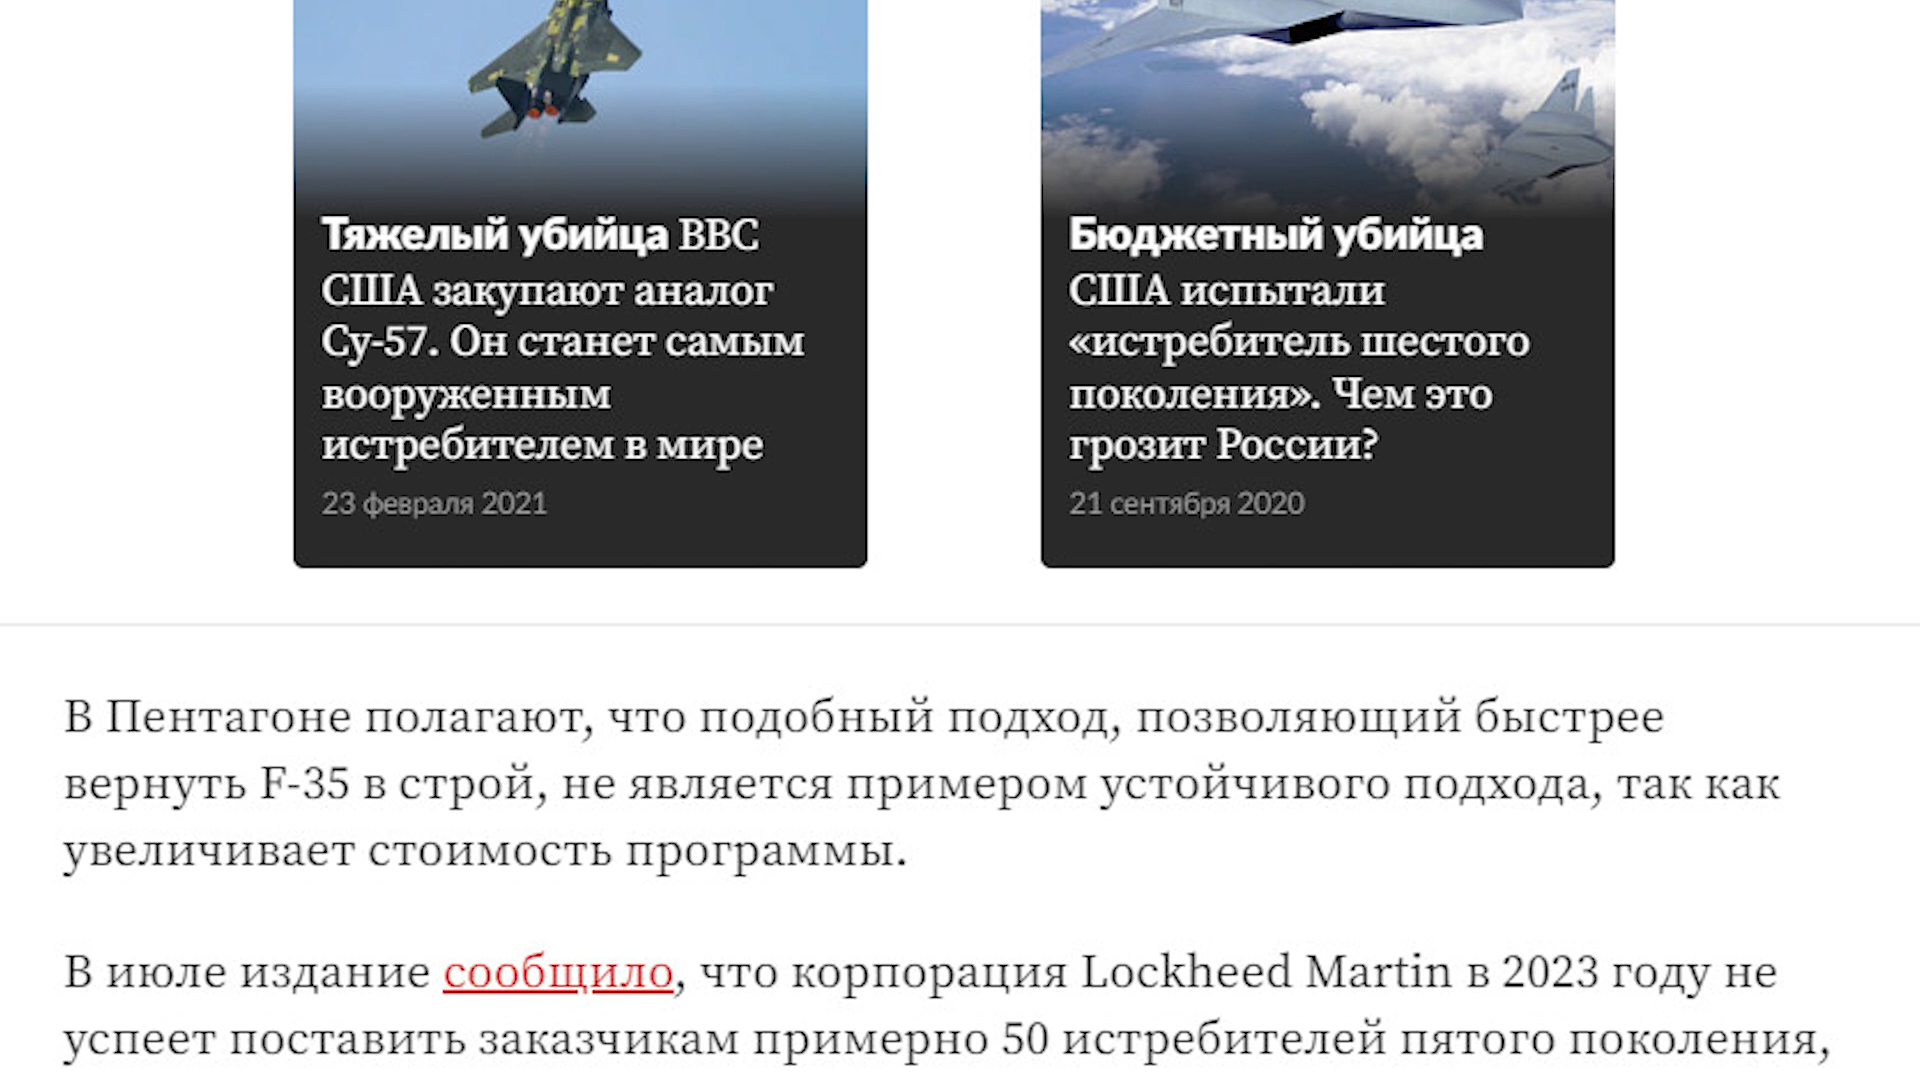 Тяжелый убийца ВВС
США закупают аналог
Су-57. Он станет самым
вооруженным
истребителем в мире
23 февраля 2021
Бюджетный убийца
США испытали
«истребитель шестого
поколения». Чем это
грозит России?
21 сентября 2020
В Пентагоне полагают, что подобный подход, позволяющий быстрее
вернуть F-35 в строй, не является примером устойчивого подхода, так как
увеличивает стоимость программы.
В июле издание сообщило, что корпорация Lockheed Martin в 2023 году не
успеет поставить заказчикам примерно 50 истребителей пятого поколения,